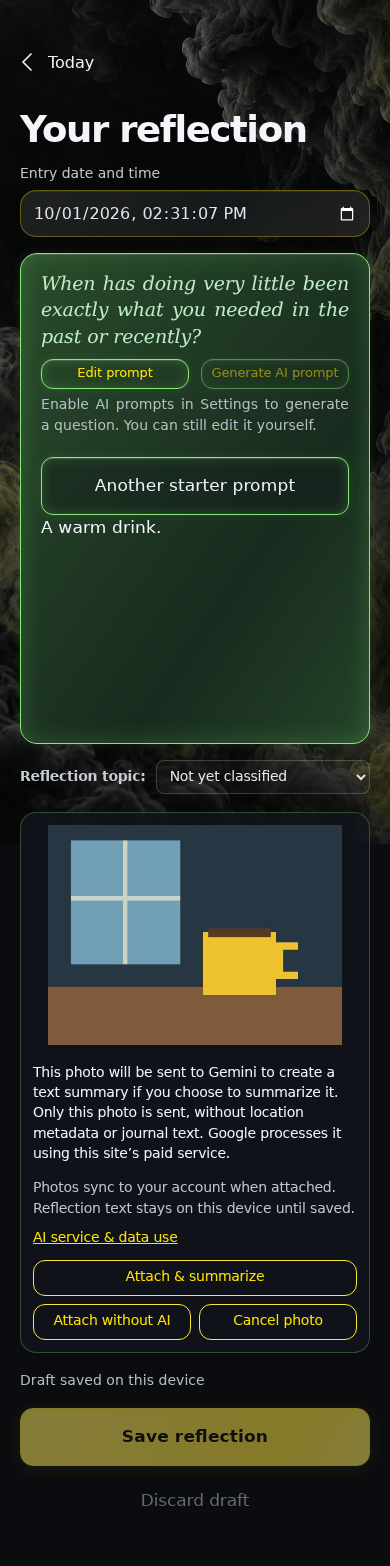 Today
Your reflection
Entry date and time
10/01/2026, 02:31:07 PM
When has doing very little been
exactly what you needed in the
past or recently?
Edit prompt
Generate AI prompt
Enable AI prompts in Settings to generate
a question. You can still edit it yourself.
Another starter prompt
A warm drink.
Reflection topic:
Not yet classified
This photo will be sent to Gemini to create a
text summary if you choose to summarize it.
Only this photo is sent, without location
metadata or journal text. Google processes it
using this site’s paid service.
Photos sync to your account when attached.
Reflection text stays on this device until saved.
AI service & data use
Attach & summarize
Attach without AI
Cancel photo
Draft saved on this device
Save reflection
Discard draft